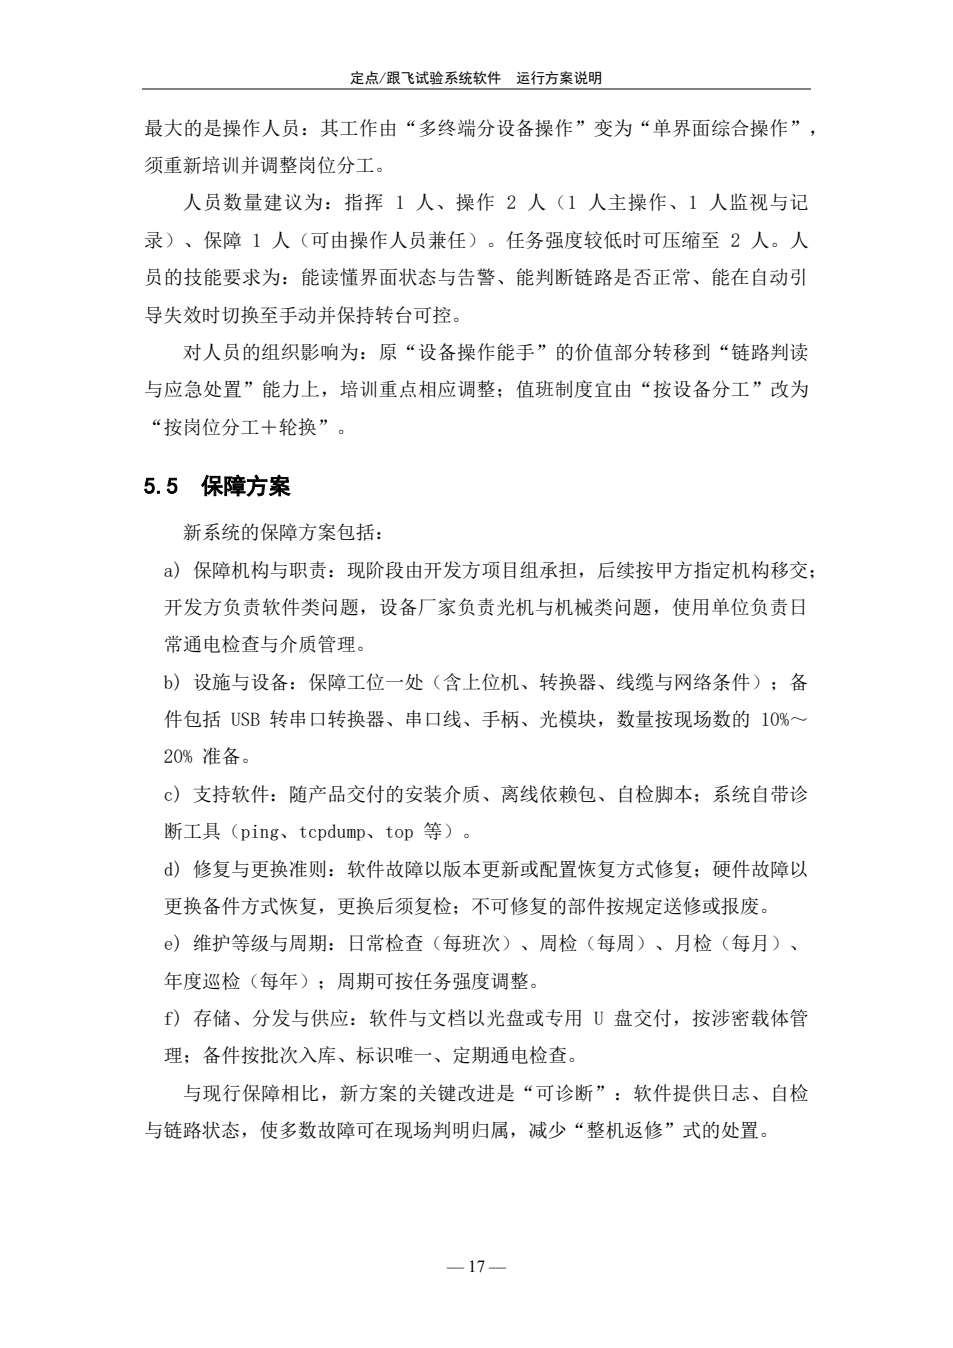 定点/跟飞试验系统软件　运行方案说明
最大的是操作人员：其工作由“多终端分设备操作”变为“单界面综合操作”，
须重新培训并调整岗位分工。
人员数量建议为：指挥 1 人、操作 2 人（1 人主操作、1 人监视与记
录）、保障 1 人（可由操作人员兼任）。任务强度较低时可压缩至 2 人。人
员的技能要求为：能读懂界面状态与告警、能判断链路是否正常、能在自动引
导失效时切换至手动并保持转台可控。
对人员的组织影响为：原“设备操作能手”的价值部分转移到“链路判读
与应急处置”能力上，培训重点相应调整；值班制度宜由“按设备分工”改为
“按岗位分工＋轮换”。
5.5　保障方案
新系统的保障方案包括：
a）保障机构与职责：现阶段由开发方项目组承担，后续按甲方指定机构移交；
开发方负责软件类问题，设备厂家负责光机与机械类问题，使用单位负责日
常通电检查与介质管理。
b）设施与设备：保障工位一处（含上位机、转换器、线缆与网络条件）；备
件包括 USB 转串口转换器、串口线、手柄、光模块，数量按现场数的 10%～
20% 准备。
c）支持软件：随产品交付的安装介质、离线依赖包、自检脚本；系统自带诊
断工具（ping、tcpdump、top 等）。
d）修复与更换准则：软件故障以版本更新或配置恢复方式修复；硬件故障以
更换备件方式恢复，更换后须复检；不可修复的部件按规定送修或报废。
e）维护等级与周期：日常检查（每班次）、周检（每周）、月检（每月）、
年度巡检（每年）；周期可按任务强度调整。
f）存储、分发与供应：软件与文档以光盘或专用 U 盘交付，按涉密载体管
理；备件按批次入库、标识唯一、定期通电检查。
与现行保障相比，新方案的关键改进是“可诊断”：软件提供日志、自检
与链路状态，使多数故障可在现场判明归属，减少“整机返修”式的处置。
— 17 —